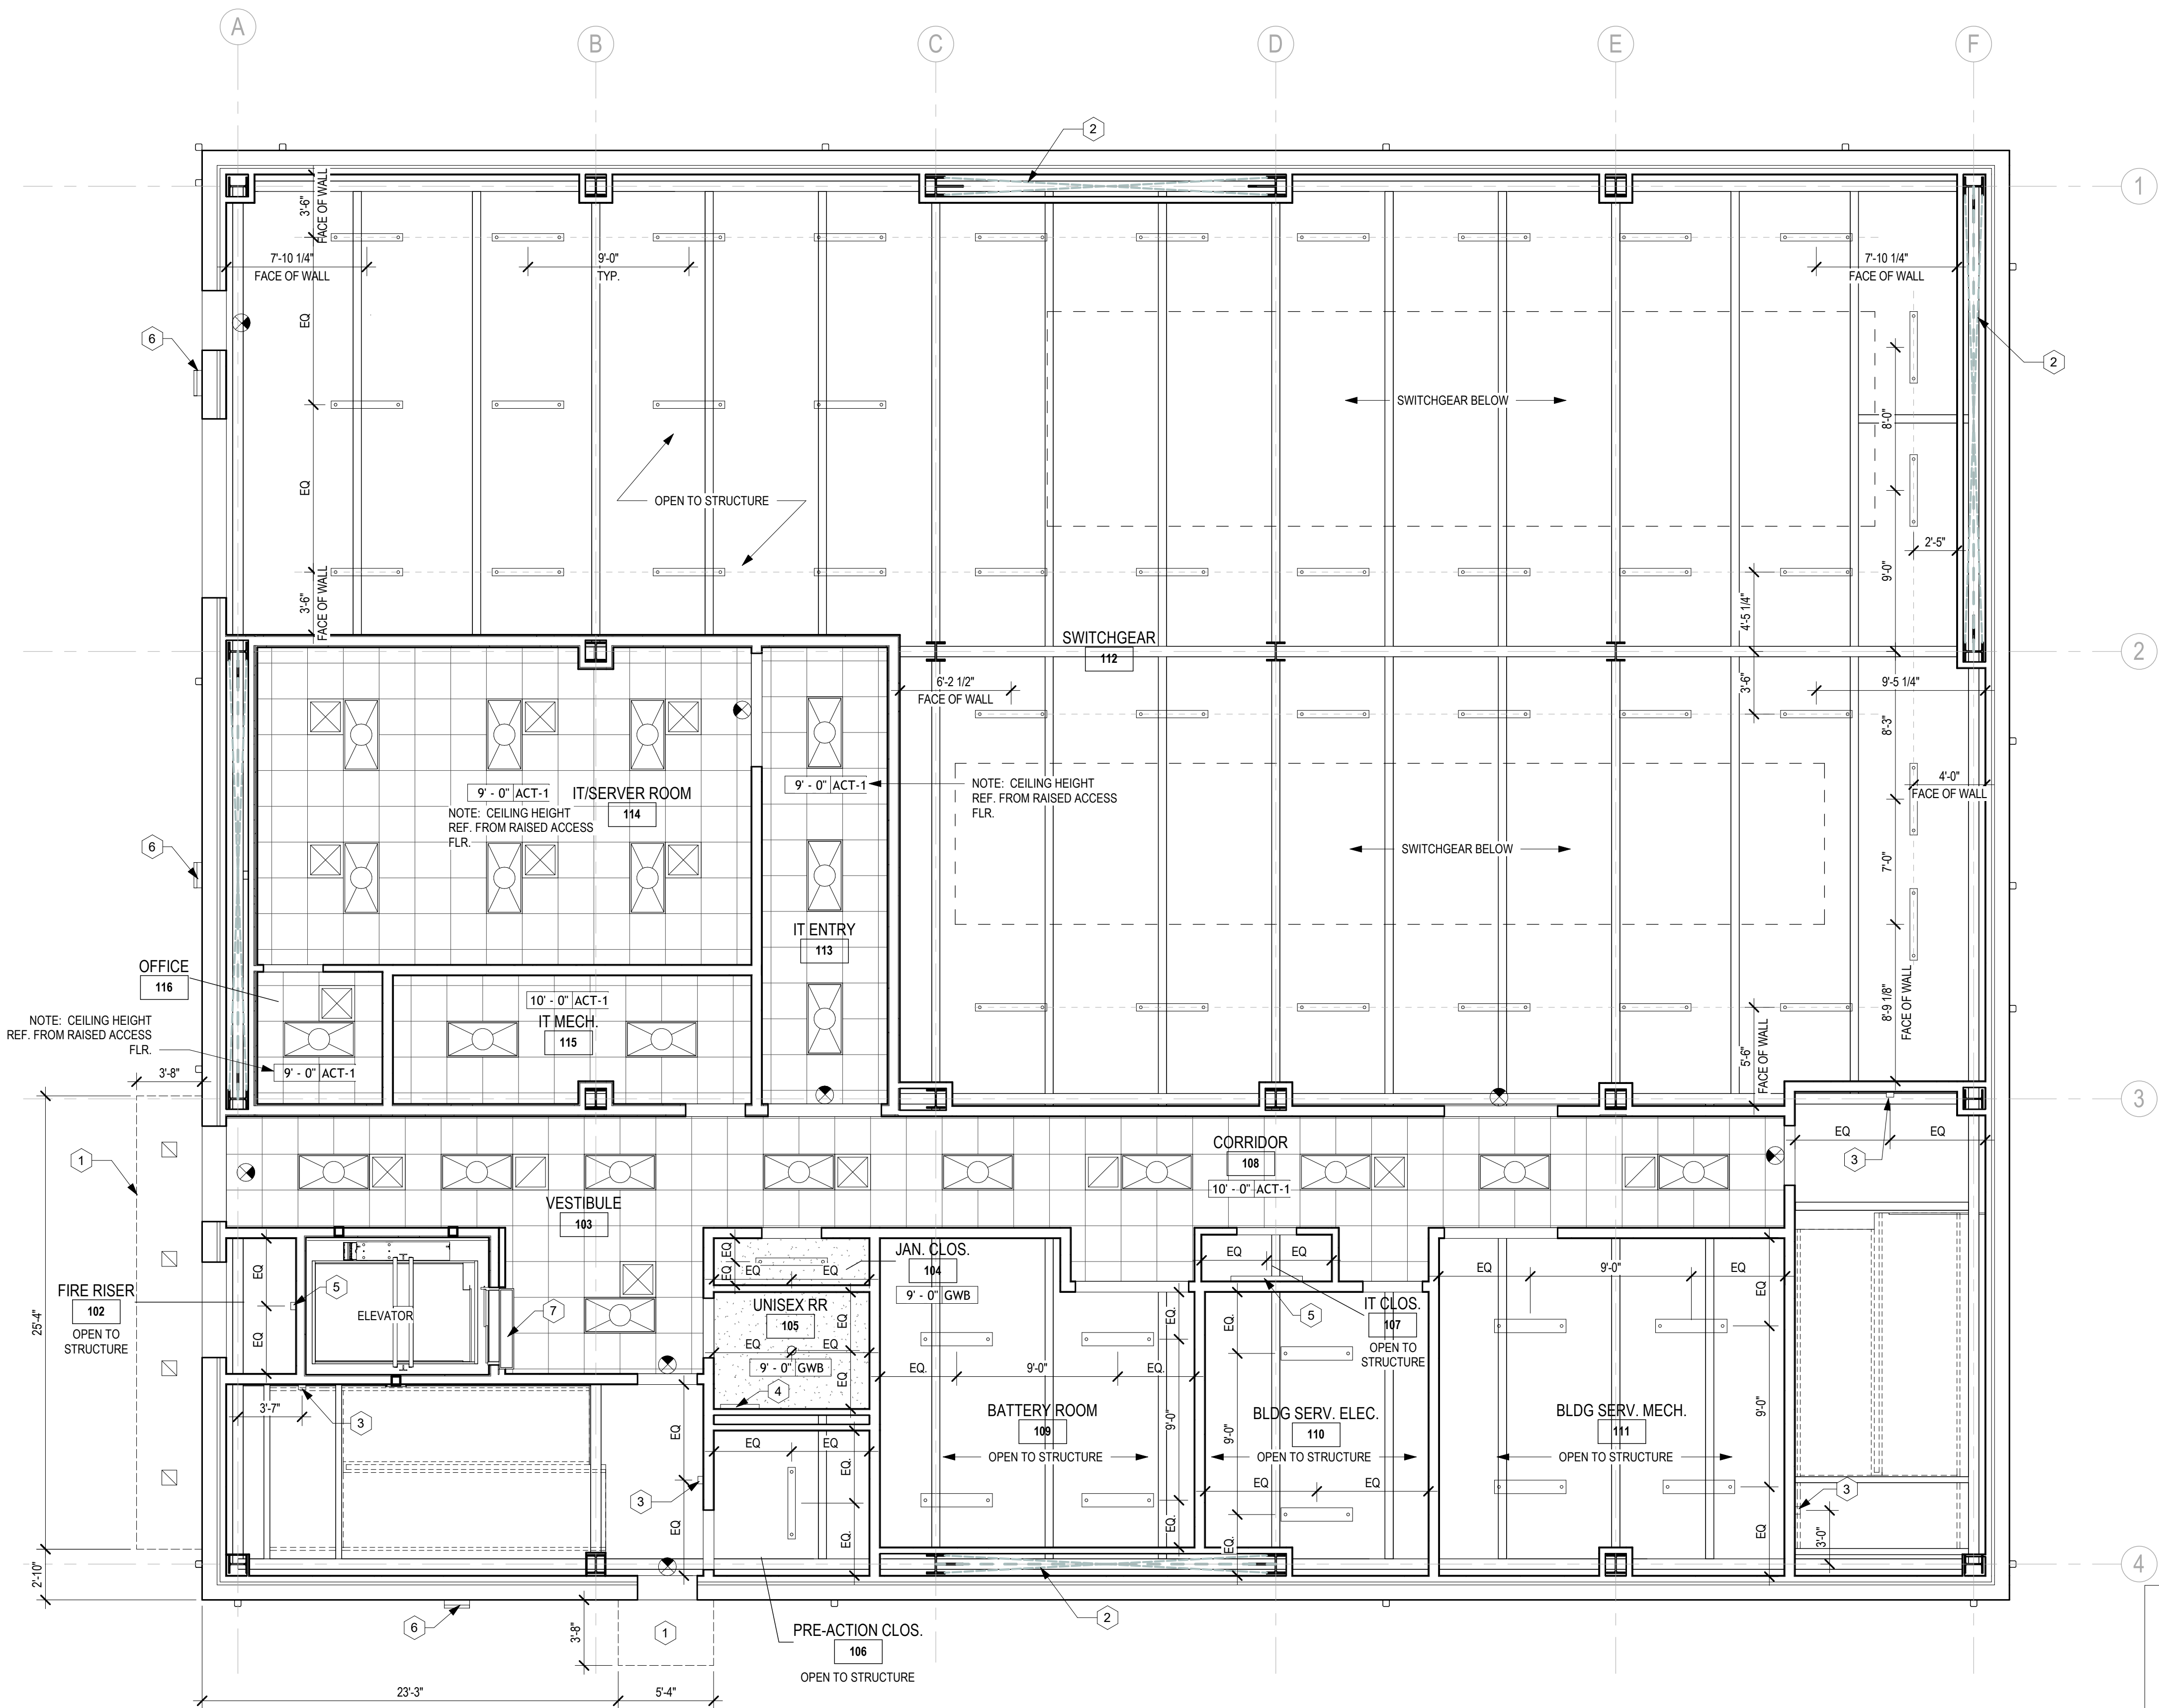 A
B
C
D
E
F
2
1
3'-6"
FACE OF WALL
7'-10 1/4"
FACE OF WALL
9'-0"
TYP.
7'-10 1/4"
FACE OF WALL
EQ
6
2
SWITCHGEAR BELOW
8'-0"
EQ
OPEN TO STRUCTURE
2'-5"
9'-0"
3'-6"
FACE OF WALL
4'-5 1/4"
SWITCHGEAR
112
2
6'-2 1/2"
FACE OF WALL
3'-6"
9'-5 1/4"
8'-3"
9' - 0" ACT-1
IT/SERVER ROOM
114
NOTE: CEILING HEIGHT
REF. FROM RAISED ACCESS
FLR.
9' - 0" ACT-1
NOTE: CEILING HEIGHT
REF. FROM RAISED ACCESS
FLR.
4'-0"
FACE OF WALL
6
SWITCHGEAR BELOW
7'-0"
IT ENTRY
113
OFFICE
116
10' - 0" ACT-1
IT MECH.
115
8'-9 1/8"
FACE OF WALL
NOTE: CEILING HEIGHT
REF. FROM RAISED ACCESS
FLR.
9' - 0" ACT-1
3'-8"
5'-6"
FACE OF WALL
3
1
CORRIDOR
108
10' - 0" ACT-1
EQ
EQ
3
VESTIBULE
103
FIRE RISER
102
OPEN TO
STRUCTURE
EQ
EQ
5
ELEVATOR
7
25'-4"
EQ
EQ
EQ
EQ
JAN. CLOS.
104
9' - 0" GWB
UNISEX RR
105
EQ
EQ
EQ
EQ
9' - 0" GWB
4
EQ
EQ
5
IT CLOS.
107
OPEN TO
STRUCTURE
EQ
9'-0"
EQ
EQ
9'-0"
EQ
EQ.
EQ.
9'-0"
EQ.
9'-0"
EQ.
BATTERY ROOM
109
OPEN TO STRUCTURE
EQ.
9'-0"
EQ.
BLDG SERV. ELEC.
110
OPEN TO STRUCTURE
EQ
EQ
BLDG SERV. MECH.
111
OPEN TO STRUCTURE
3'-7"
3
EQ
EQ
3
EQ
EQ
EQ.
EQ.
3
3'-0"
4
2'-10"
6
3'-8"
1
PRE-ACTION CLOS.
106
OPEN TO STRUCTURE
2
23'-3"
5'-4"